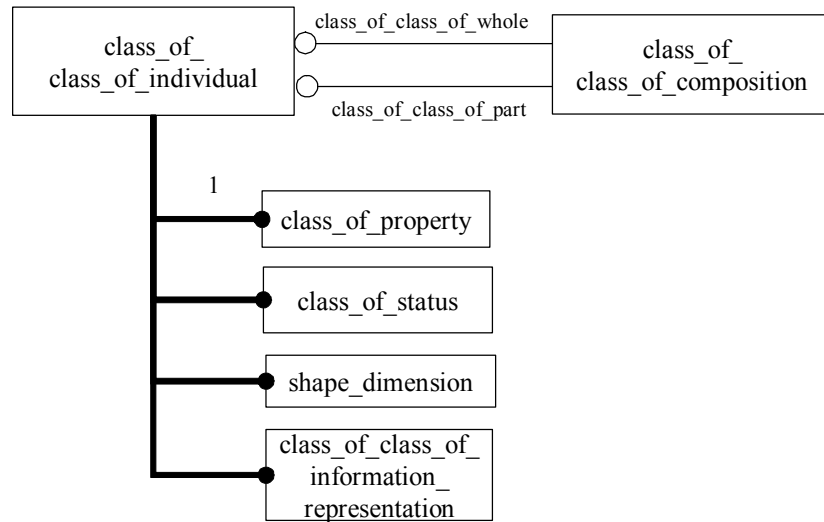 class_of_
class_of_individual
class_of_class_of_whole
class_of_class_of_part
class_of_
class_of_composition
1
class_of_property
class_of_status
shape_dimension
class_of_class_of_
information_
representation